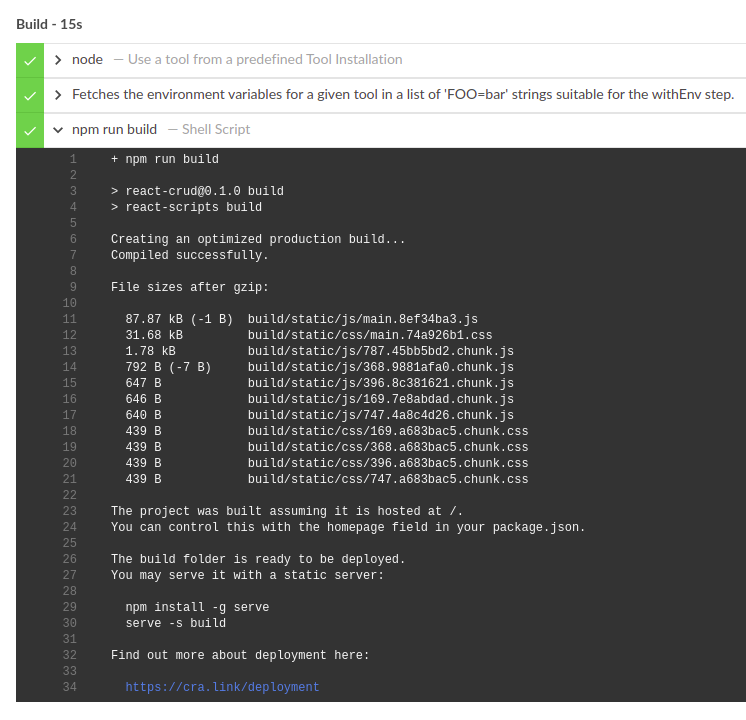 Build - 15s
node — Use a tool from a predefined Tool Installation
Fetches the environment variables for a given tool in a list of 'FOO=bar' strings suitable for the withEnv step.
npm run build — Shell Script
1 + npm run build
2
3 > react-crud@0.1.0 build
4 > react-scripts build
5
6 Creating an optimized production build...
7 Compiled successfully.
8
9 File sizes after gzip:
10
11 87.87 kB (-1 B) build/static/js/main.8ef34ba3.js
12 31.68 kB build/static/css/main.74a926b1.css
13 1.78 kB build/static/js/787.45bb5bd2.chunk.js
14 792 B (-7 B) build/static/js/368.9881afa0.chunk.js
15 647 B build/static/js/396.8c381621.chunk.js
16 646 B build/static/js/169.7e8abdad.chunk.js
17 640 B build/static/js/747.4a8c4d26.chunk.js
18 439 B build/static/css/169.a683bac5.chunk.css
19 439 B build/static/css/368.a683bac5.chunk.css
20 439 B build/static/css/396.a683bac5.chunk.css
21 439 B build/static/css/747.a683bac5.chunk.css
22
23 The project was built assuming it is hosted at /.
24 You can control this with the homepage field in your package.json.
25
26 The build folder is ready to be deployed.
27 You may serve it with a static server:
28
29 npm install -g serve
30 serve -s build
31
32 Find out more about deployment here:
33
34 https://cra.link/deployment